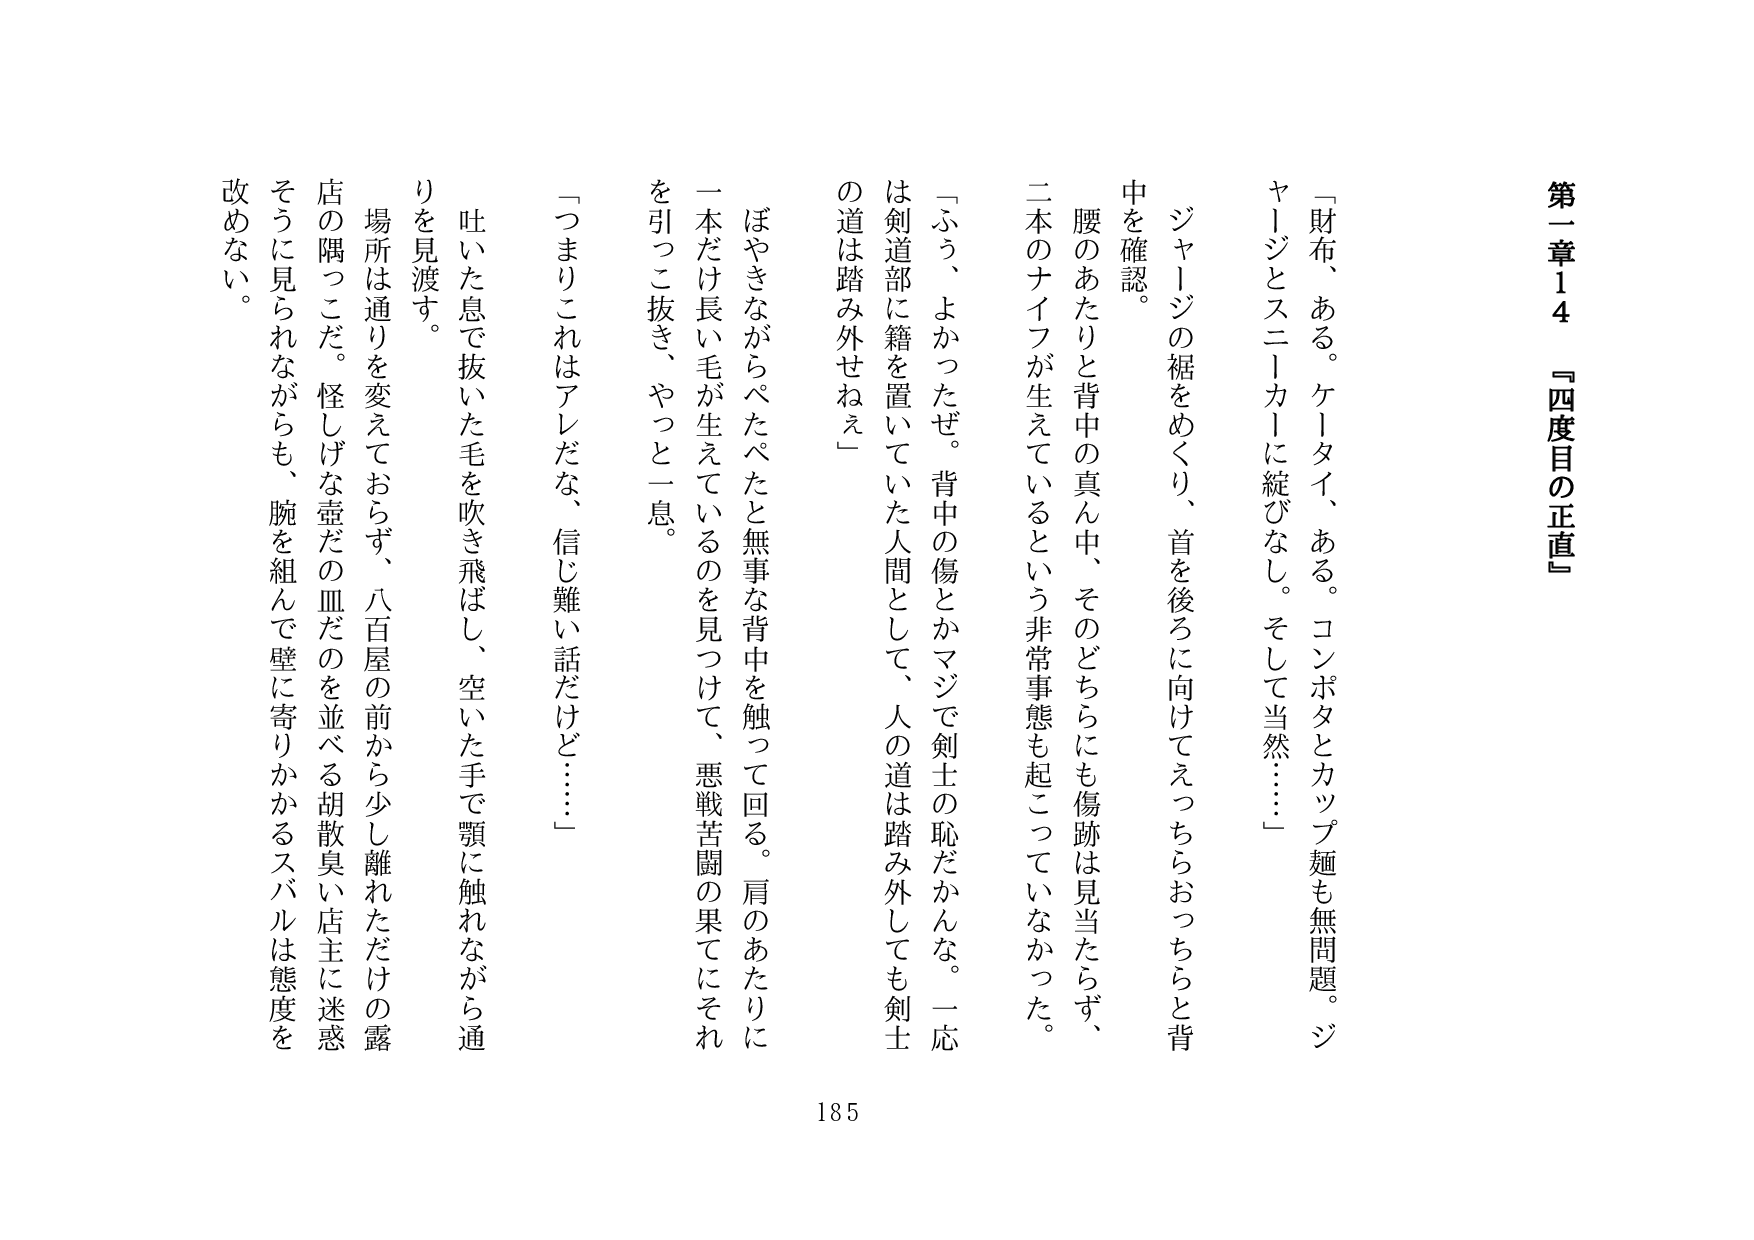 第一章14　『四度目の正直』
「財布、ある。ケータイ、ある。コンポタとカップ麺も無問題。ジ
ャージとスニーカーに綻びなし。そして当然……」
　ジャージの裾をめくり、首を後ろに向けてえっちらおっちらと背
中を確認。
　腰のあたりと背中の真ん中、そのどちらにも傷跡は見当たらず、
二本のナイフが生えているという非常事態も起こっていなかった。
「ふう、よかったぜ。背中の傷とかマジで剣士の恥だかんな。一応
は剣道部に籍を置いていた人間として、人の道は踏み外しても剣士
の道は踏み外せねぇ」
　ぼやきながらぺたぺたと無事な背中を触って回る。肩のあたりに
一本だけ長い毛が生えているのを見つけて、悪戦苦闘の果てにそれ
を引っこ抜き、やっと一息。
「つまりこれはアレだな、信じ難い話だけど……」
　吐いた息で抜いた毛を吹き飛ばし、空いた手で顎に触れながら通
りを見渡す。
　場所は通りを変えておらず、八百屋の前から少し離れただけの露
店の隅っこだ。怪しげな壺だの皿だのを並べる胡散臭い店主に迷惑
そうに見られながらも、腕を組んで壁に寄りかかるスバルは態度を
改めない。
185